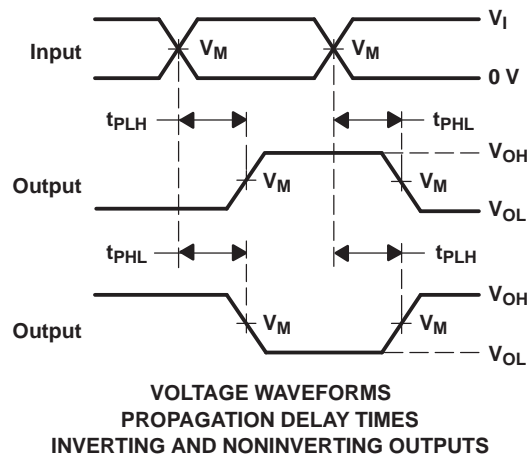 V_I
Input
V_M
V_M
0 V
t_PLH
t_PHL
V_OH
Output
V_M
V_M
V_OL
t_PHL
t_PLH
V_OH
Output
V_M
V_M
V_OL
VOLTAGE WAVEFORMS
PROPAGATION DELAY TIMES
INVERTING AND NONINVERTING OUTPUTS